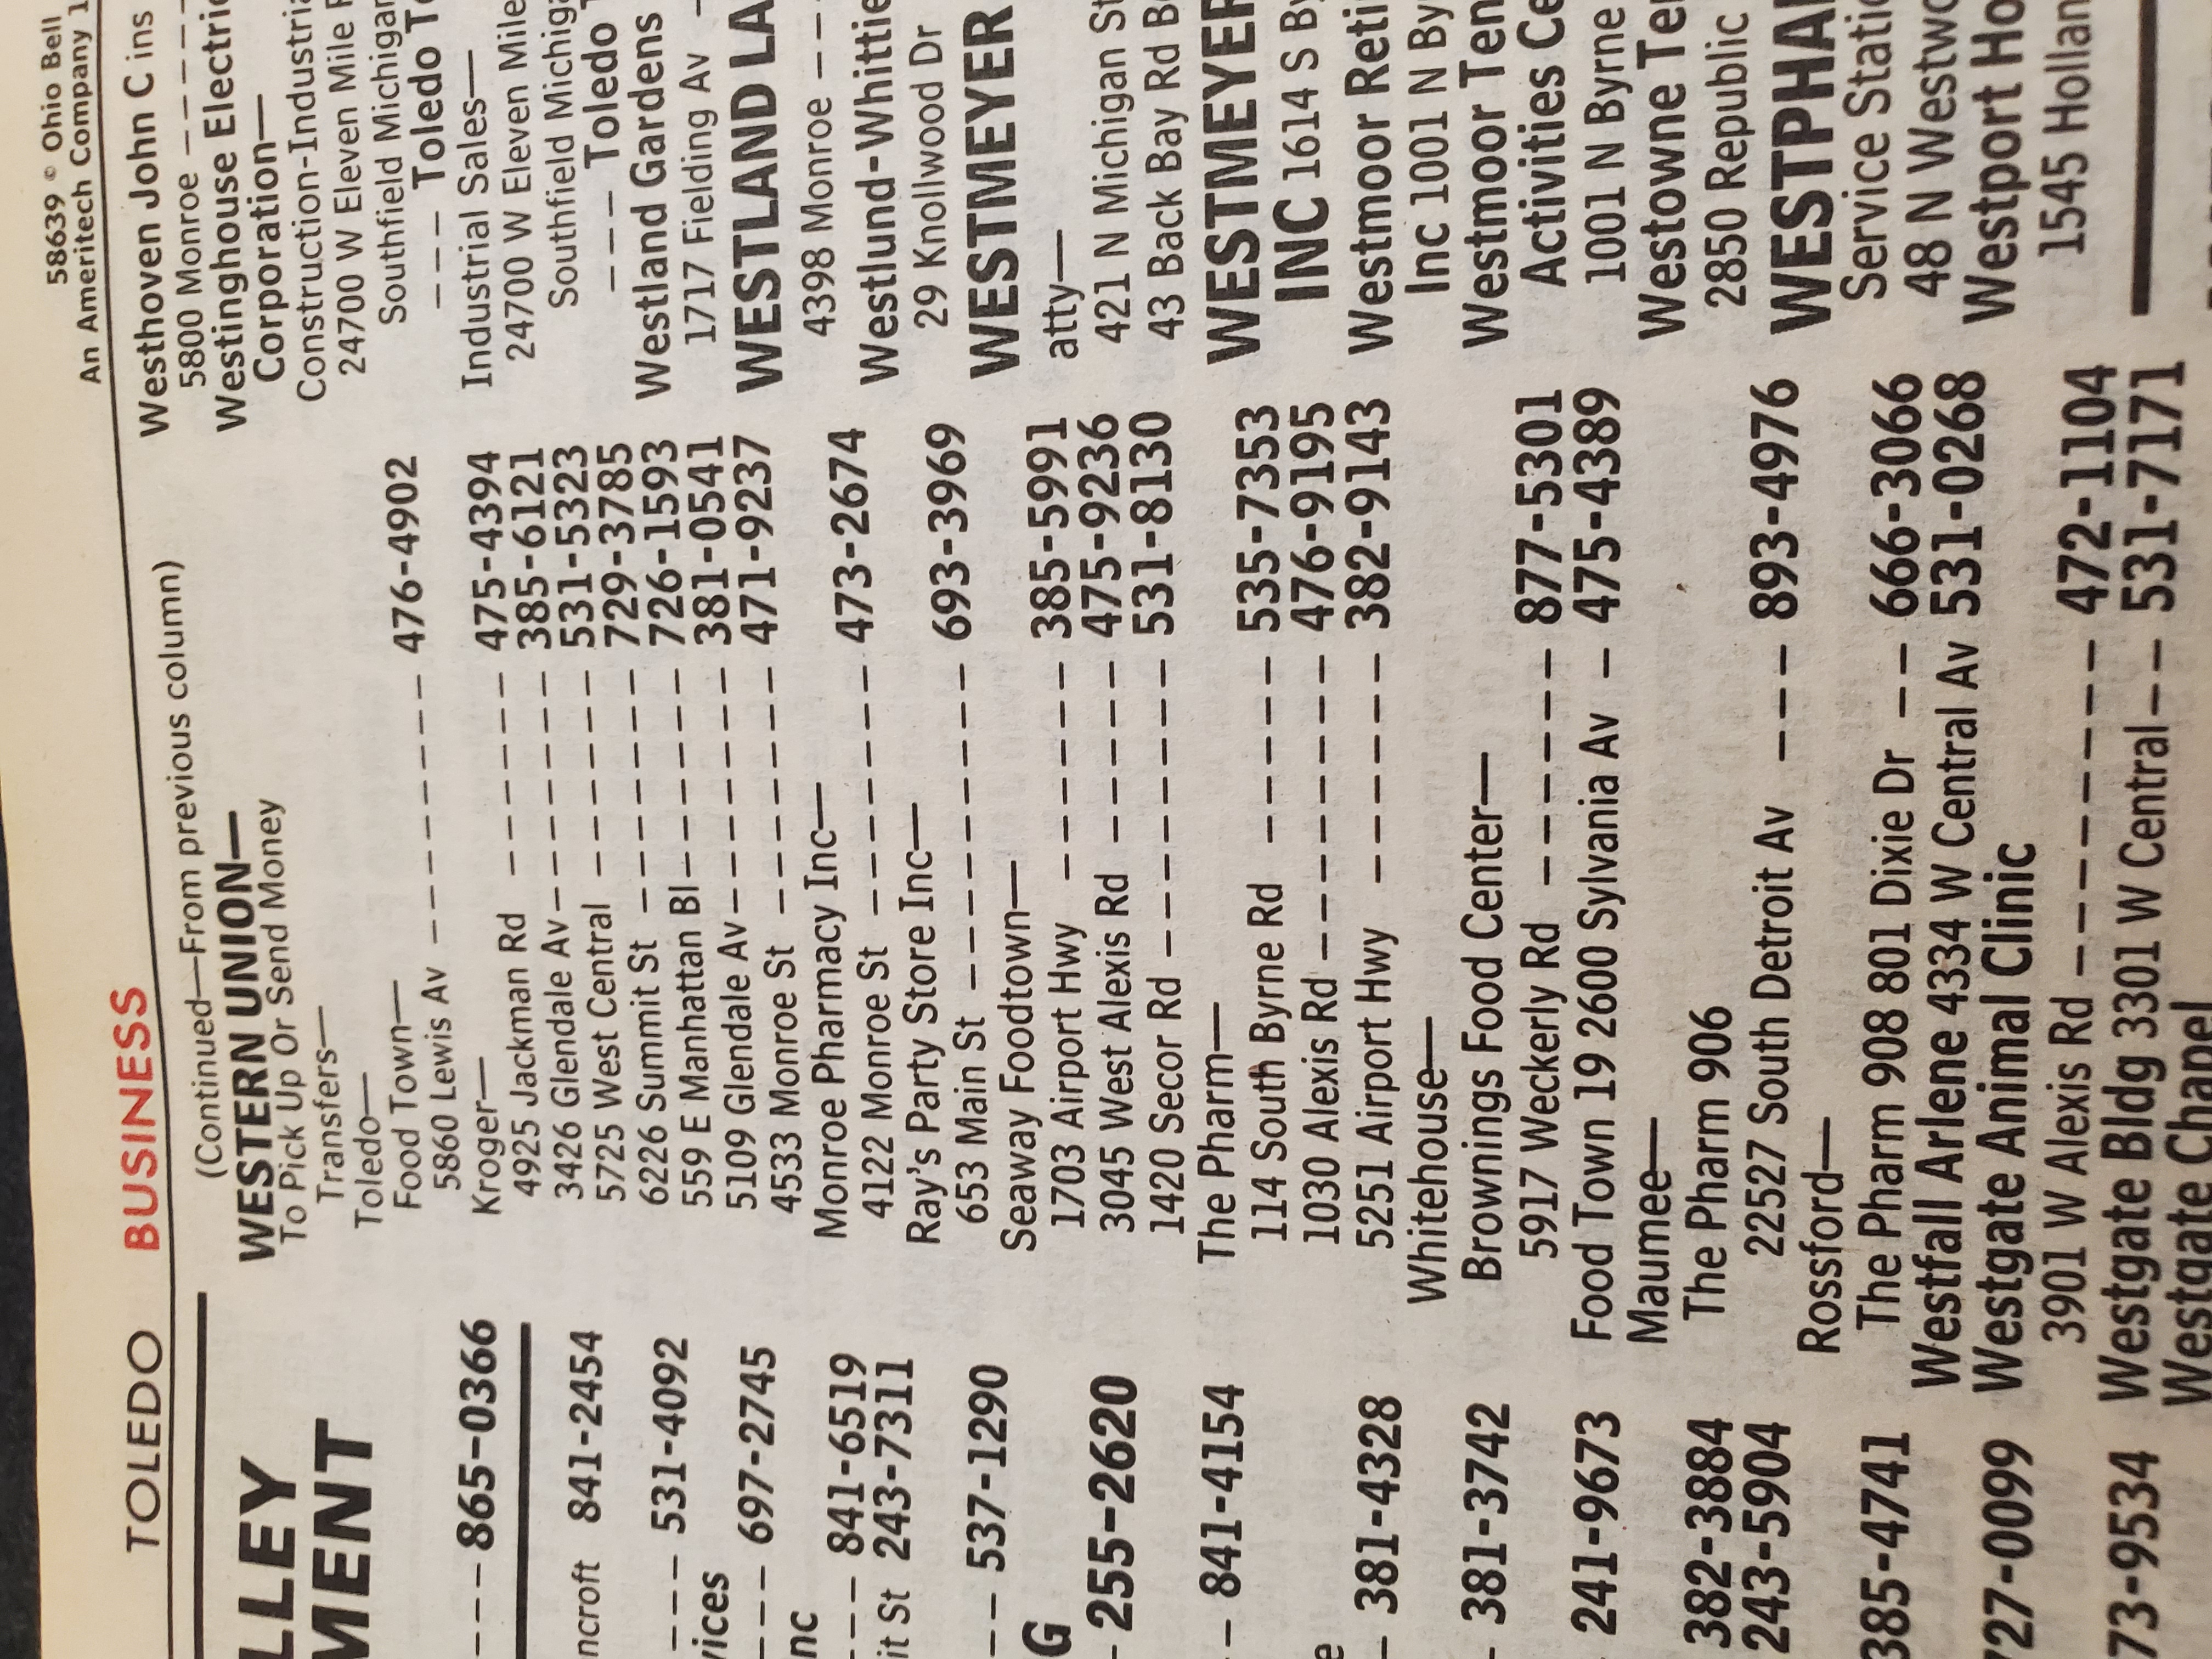 TOLEDO BUSINESS
58639 © Ohio Bell
An Ameritech Company
LLEY
MENT
--- 865-0366
ncroft 841-2454
--- 531-4092
vices
--- 697-2745
nc
--- 841-6519
it St 243-7311
-- 537-1290
G
- 255-2620
-- 841-4154
e
- 381-4328
- 381-3742
- 241-9673
382-3884
243-5904
385-4741
727-0099
73-9534
(Continued—From previous column)
WESTERN UNION—
To Pick Up Or Send Money
Transfers—
Toledo—
Food Town—
5860 Lewis Av --------- 476-4902
Kroger—
4925 Jackman Rd ------- 475-4394
3426 Glendale Av ------- 385-6121
5725 West Central ------- 531-5323
6226 Summit St -------- 729-3785
559 E Manhattan Bl ------- 726-1593
5109 Glendale Av ------- 381-0541
4533 Monroe St -------- 471-9237
Monroe Pharmacy Inc—
4122 Monroe St -------- 473-2674
Ray's Party Store Inc—
653 Main St ---------- 693-3969
Seaway Foodtown—
1703 Airport Hwy ------- 385-5991
3045 West Alexis Rd ------ 475-9236
1420 Secor Rd --------- 531-8130
The Pharm—
114 South Byrne Rd ------ 535-7353
1030 Alexis Rd --------- 476-9195
5251 Airport Hwy ------- 382-9143
Whitehouse—
Brownings Food Center—
5917 Weckerly Rd ------- 877-5301
Food Town 19 2600 Sylvania Av - 475-4389
Maumee—
The Pharm 906
22527 South Detroit Av ---- 893-4976
Rossford—
The Pharm 908 801 Dixie Dr -- 666-3066
Westfall Arlene 4334 W Central Av 531-0268
Westgate Animal Clinic
3901 W Alexis Rd -------- 472-1104
Westgate Bldg 3301 W Central -- 531-7171
Westgate Chapel
Westhoven John C ins
5800 Monroe ----
Westinghouse Electri
Corporation—
Construction-Industria
24700 W Eleven Mile R
Southfield Michigan
---- Toledo To
Industrial Sales—
24700 W Eleven Mile
Southfield Michiga
---- Toledo T
Westland Gardens
1717 Fielding Av -
WESTLAND LA
4398 Monroe ---
Westlund-Whittie
29 Knollwood Dr
WESTMEYER
atty—
421 N Michigan St
43 Back Bay Rd B
WESTMEYER
INC 1614 S By
Westmoor Reti
Inc 1001 N By
Westmoor Ten
Activities Ce
1001 N Byrne
Westowne Te
2850 Republic
WESTPHAL
Service Stati
48 N Westwo
Westport Ho
1545 Hollan